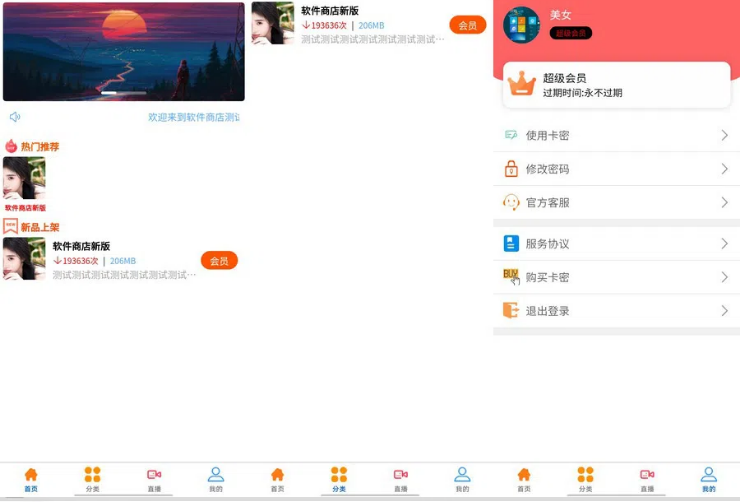 欢迎来到软件商店测
热门推荐
软件商店新版
新品上架
软件商店新版
193636次 | 206MB
测试测试测试测试测试测试测试…
会员
首页
分类
直播
我的
软件商店新版
193636次 | 206MB
测试测试测试测试测试测试测试…
会员
首页
分类
直播
我的
美女
超级会员
超级会员
过期时间:永不过期
使用卡密
修改密码
官方客服
服务协议
BUY
购买卡密
退出登录
首页
分类
直播
我的